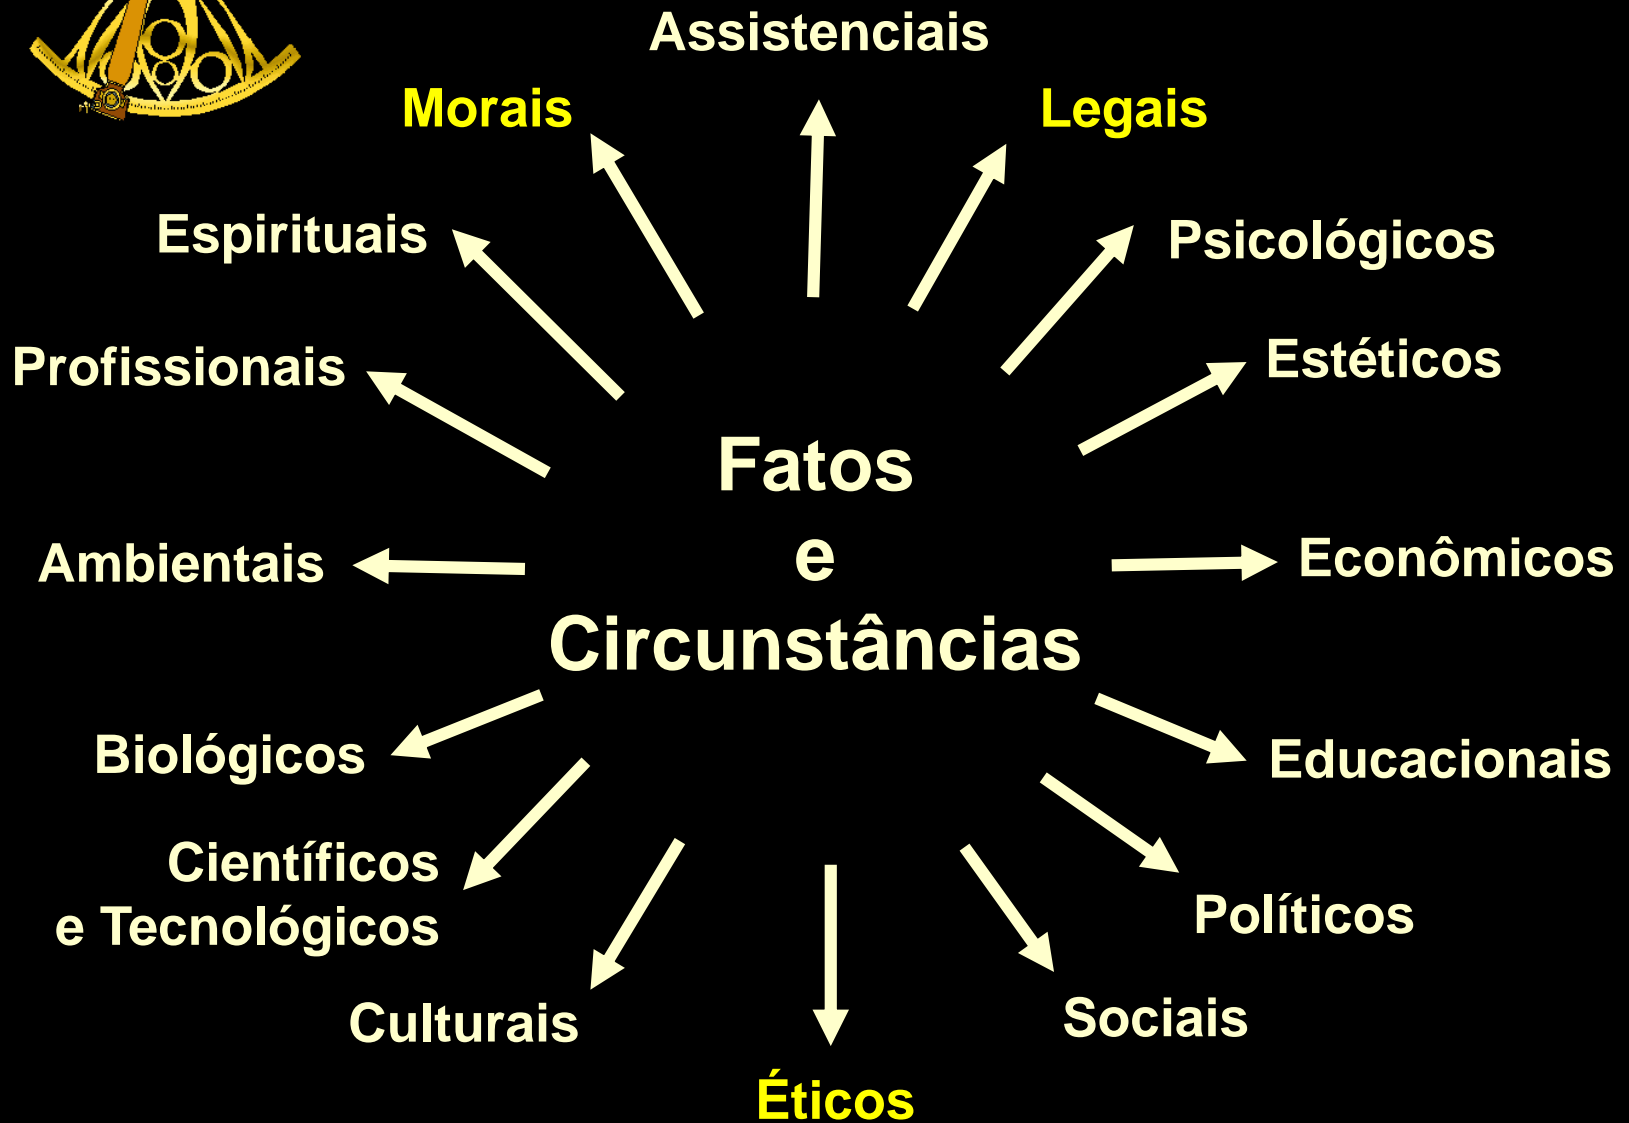 Assistenciais
Morais
Legais
Espirituais
Psicológicos
Profissionais
Estéticos
Fatos
e
Circunstâncias
Ambientais
Econômicos
Biológicos
Educacionais
Científicos
e Tecnológicos
Políticos
Culturais
Sociais
Éticos